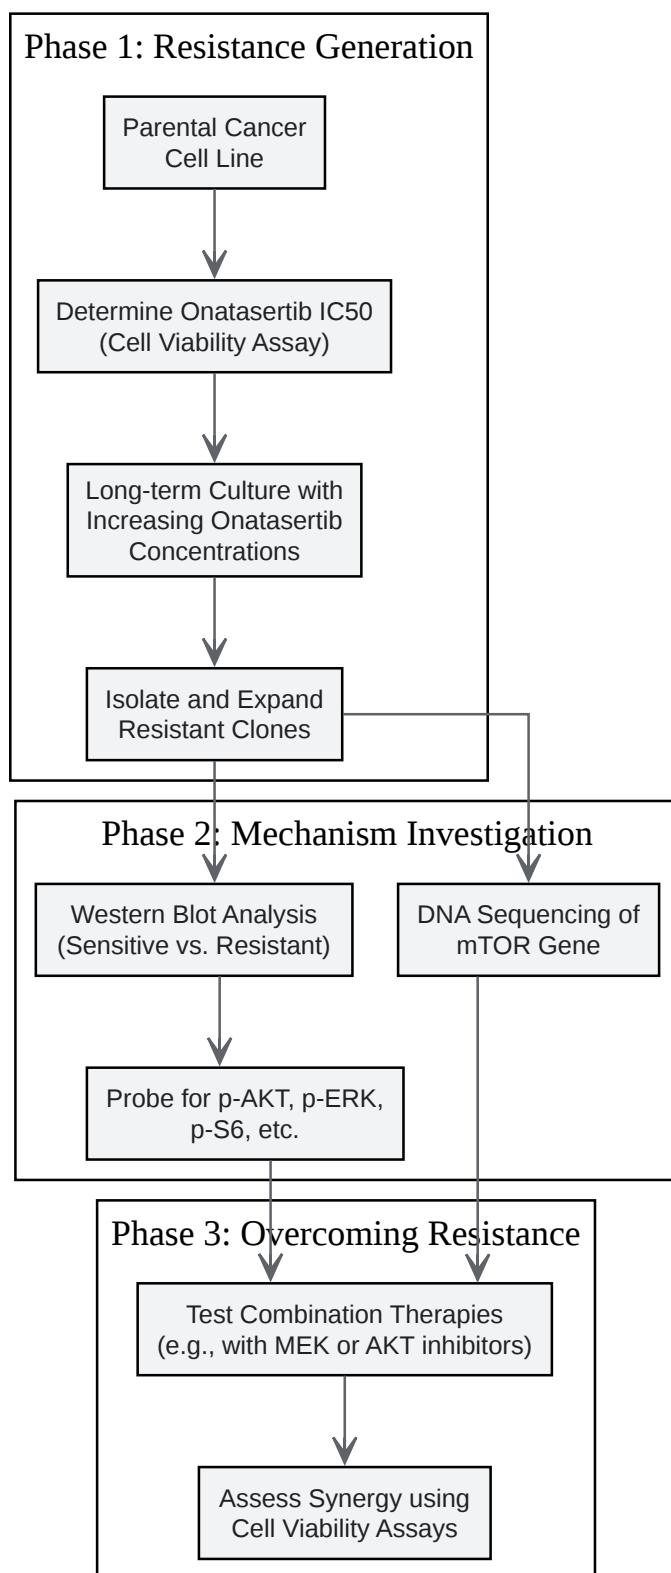 Phase 1: Resistance Generation
Parental Cancer
Cell Line
Determine Onatasertib IC50
(Cell Viability Assay)
Long-term Culture with
Increasing Onatasertib
Concentrations
Isolate and Expand
Resistant Clones
Phase 2: Mechanism Investigation
Western Blot Analysis
(Sensitive vs. Resistant)
DNA Sequencing of
mTOR Gene
Probe for p-AKT, p-ERK,
p-S6, etc.
Phase 3: Overcoming Resistance
Test Combination Therapies
(e.g., with MEK or AKT inhibitors)
Assess Synergy using
Cell Viability Assays